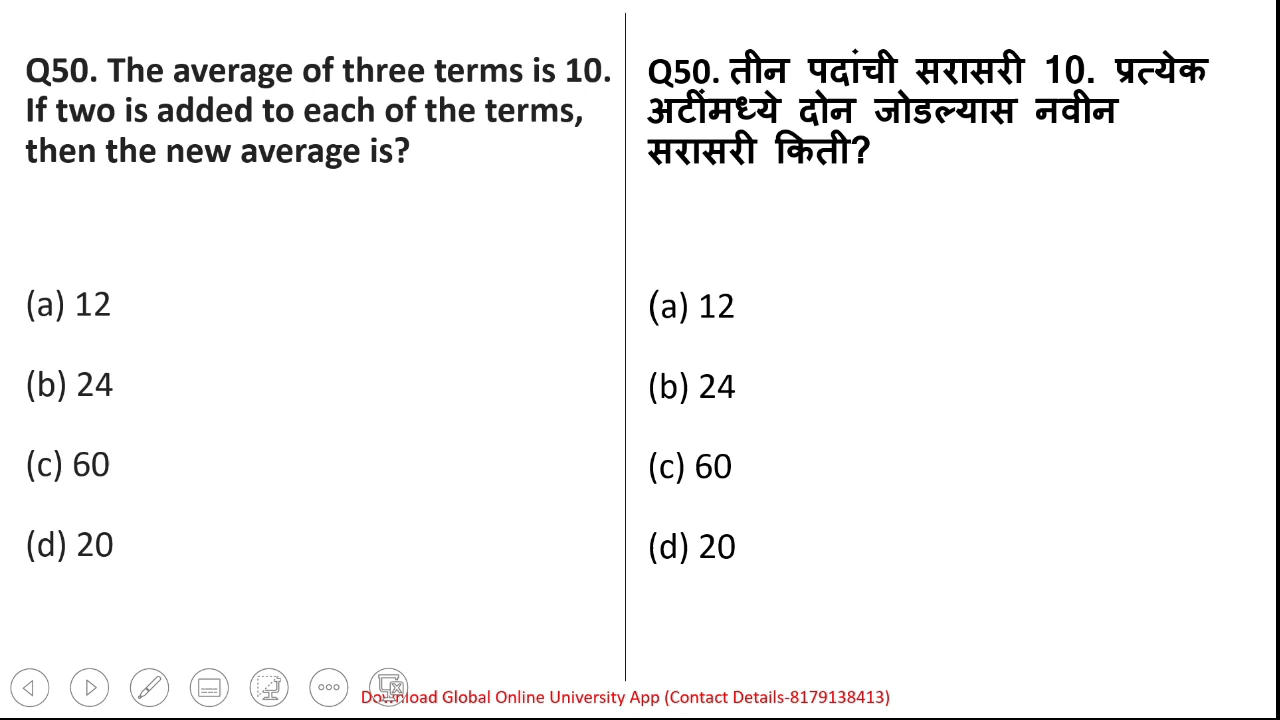 Q50. The average of three terms is 10.
If two is added to each of the terms,
then the new average is?
(a) 12
(b) 24
(c) 60
(d) 20
Q50. तीन पदांची सरासरी 10. प्रत्येक
अटींमध्ये दोन जोडल्यास नवीन
सरासरी किती?
(a) 12
(b) 24
(c) 60
(d) 20
Download Global Online University App (Contact Details-8179138413)